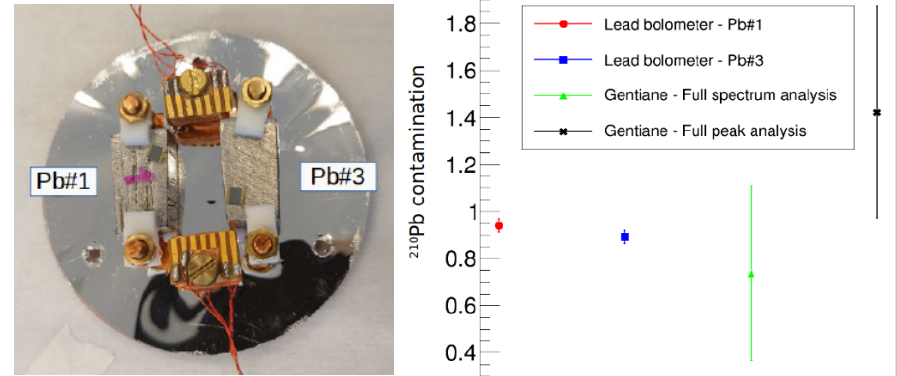 Pb#1
Pb#3
²¹⁰Pb contamination
1.8
1.6
1.4
1.2
1
0.8
0.6
0.4
Lead bolometer - Pb#1
Lead bolometer - Pb#3
Gentiane - Full spectrum analysis
Gentiane - Full peak analysis